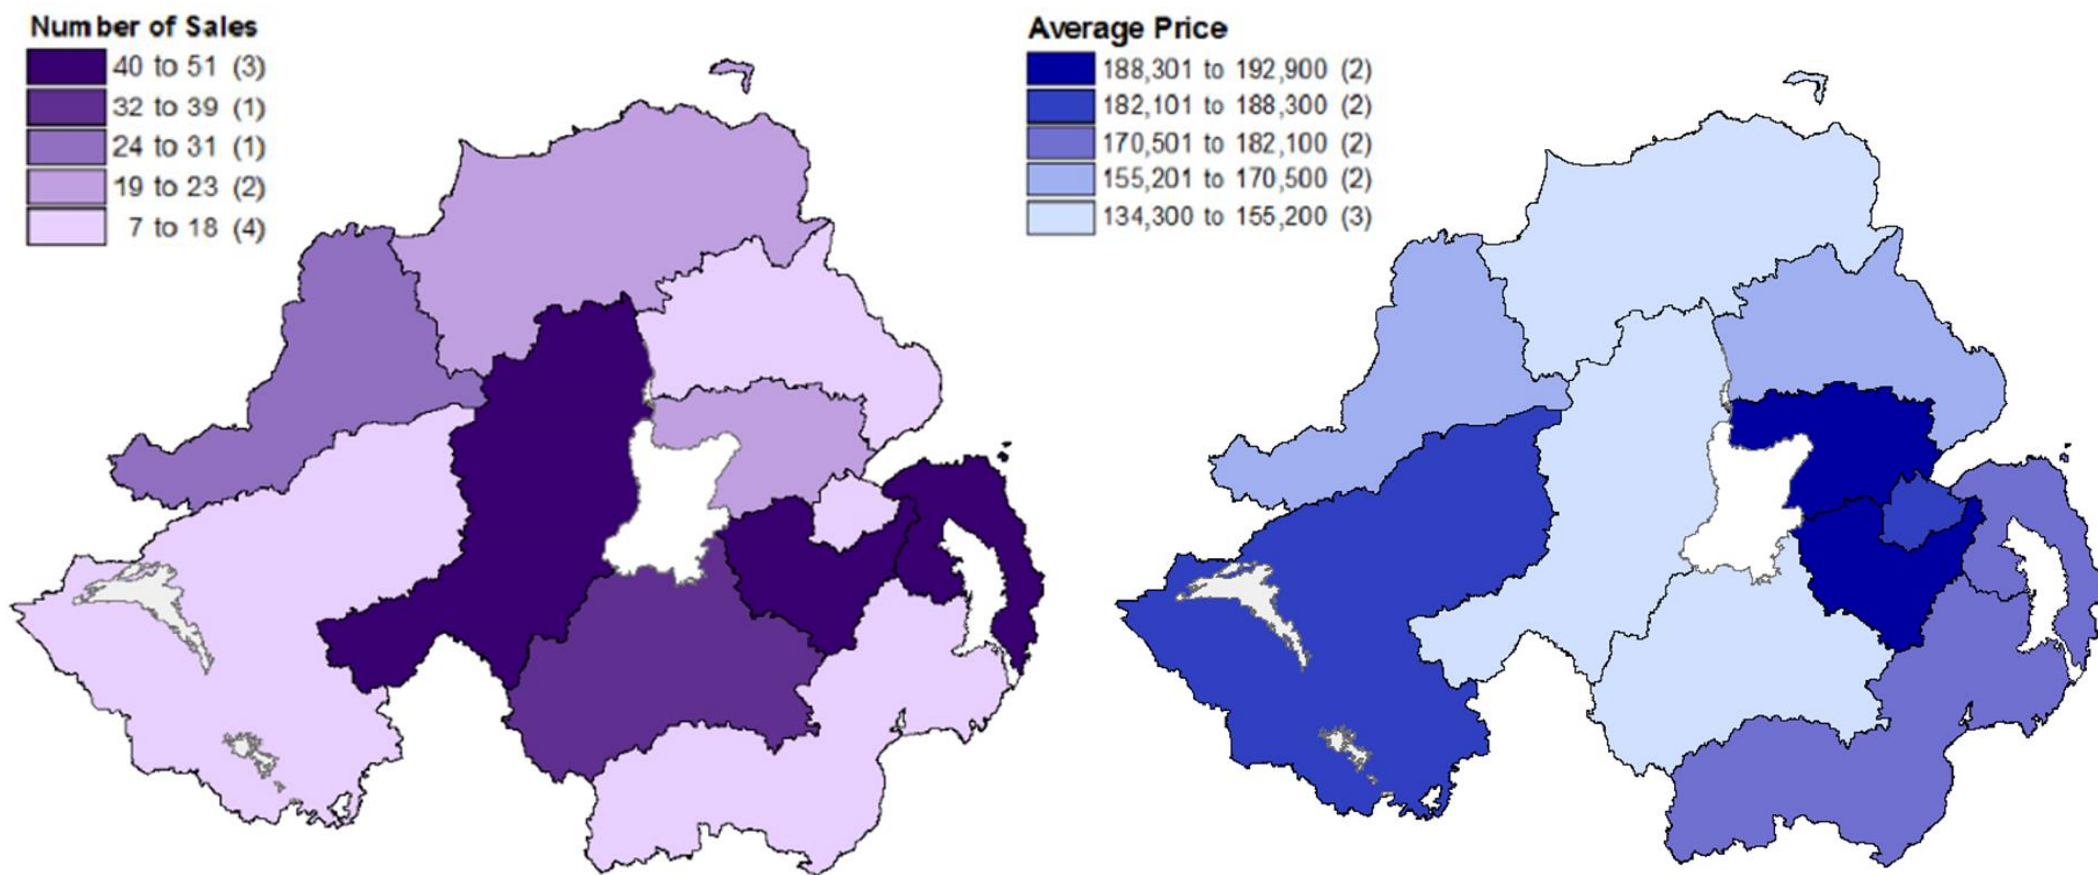 Number of Sales
40 to 51 (3)
32 to 39 (1)
24 to 31 (1)
19 to 23 (2)
7 to 18 (4)
Average Price
188,301 to 192,900 (2)
182,101 to 188,300 (2)
170,501 to 182,100 (2)
155,201 to 170,500 (2)
134,300 to 155,200 (3)